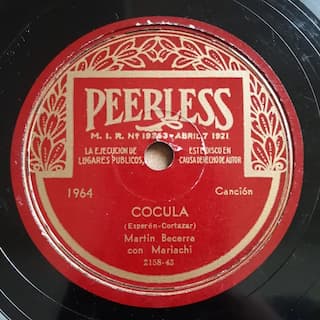 PEERLESS
M. I. R. Nº 19363 - ABRIL 7 1921
LA EJECUCION DE ESTE DISCO EN
LUGARES PUBLICOS, CAUSA DERECHO DE AUTOR
1964 Canción
COCULA
(Esperón-Cortazar)
Martin Becerra
con Mariachi
2158-43